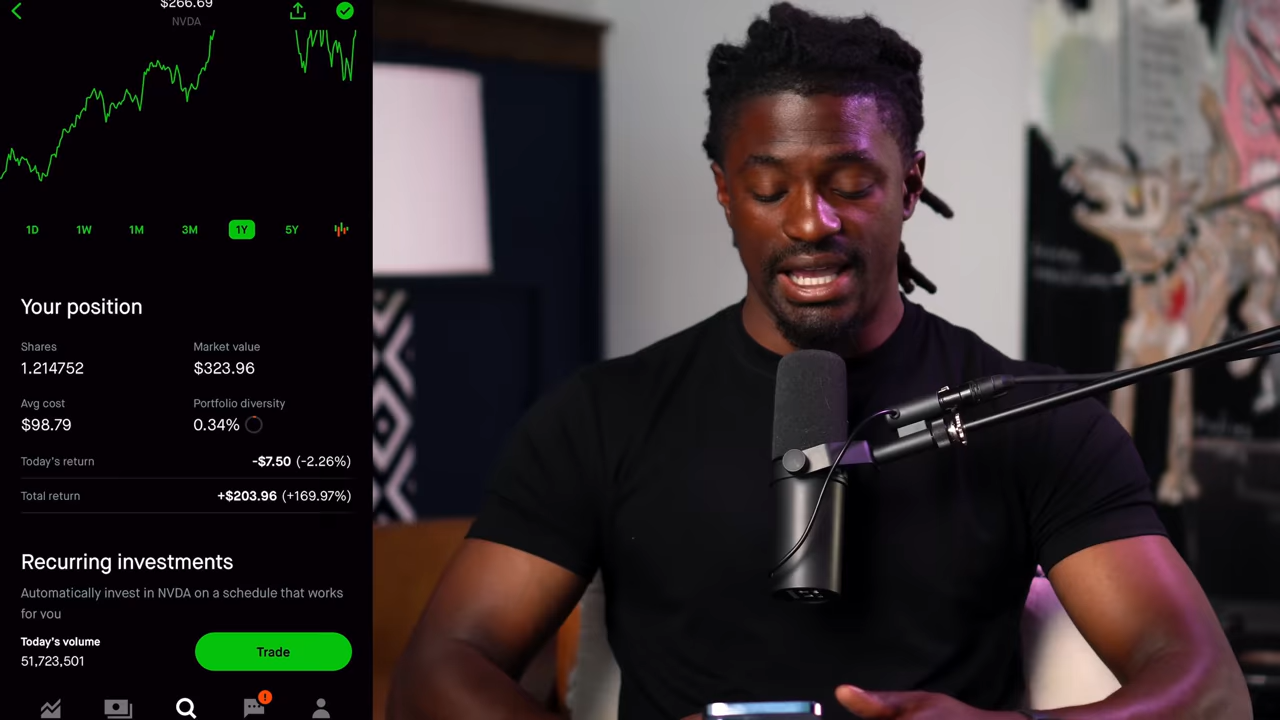 $266.69
NVDA
1D 1W 1M 3M 1Y 5Y
Your position
Shares Market value
1.214752 $323.96
Avg cost Portfolio diversity
$98.79 0.34%
Today's return -$7.50 (-2.26%)
Total return +$203.96 (+169.97%)
Recurring investments
Automatically invest in NVDA on a schedule that works
for you
Today's volume
51,723,501
Trade
!